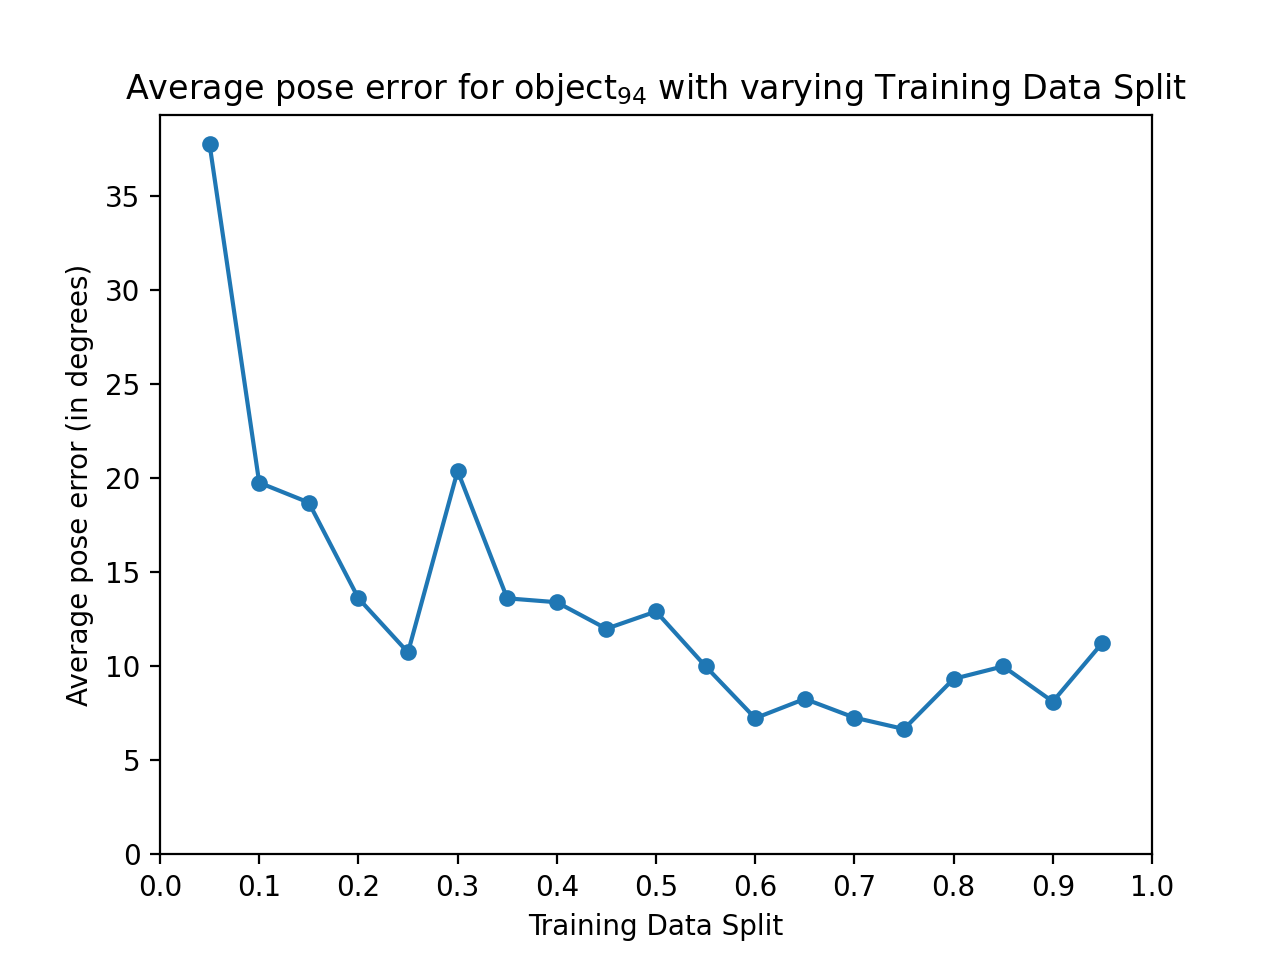 Average pose error for object₉₄ with varying Training Data Split
Average pose error (in degrees)
35
30
25
20
15
10
5
0
0.0 0.1 0.2 0.3 0.4 0.5 0.6 0.7 0.8 0.9 1.0
Training Data Split